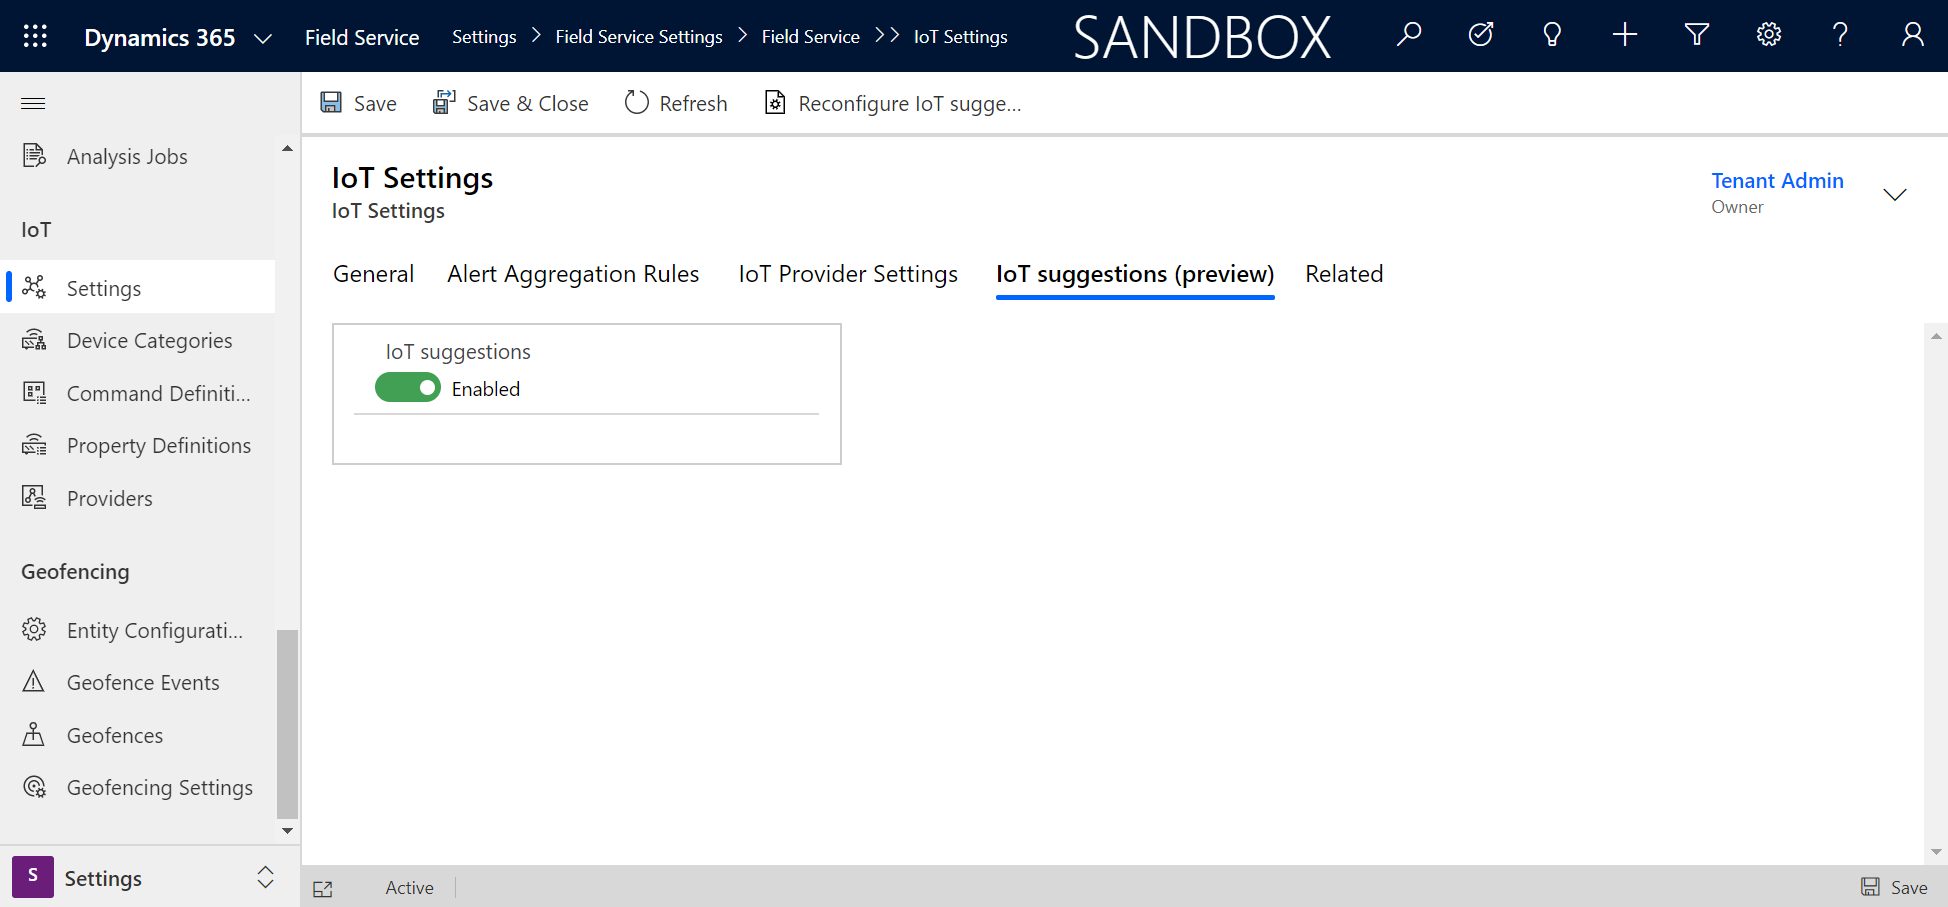 Dynamics 365
Field Service
Settings
Field Service Settings
Field Service
IoT Settings
SANDBOX
Save
Save & Close
Refresh
Reconfigure IoT sugge...
Analysis Jobs
IoT
Settings
Device Categories
Command Definiti...
Property Definitions
Providers
Geofencing
Entity Configurati...
Geofence Events
Geofences
Geofencing Settings
S
Settings
IoT Settings
IoT Settings
Tenant Admin
Owner
General
Alert Aggregation Rules
IoT Provider Settings
IoT suggestions (preview)
Related
IoT suggestions
Enabled
Active
Save